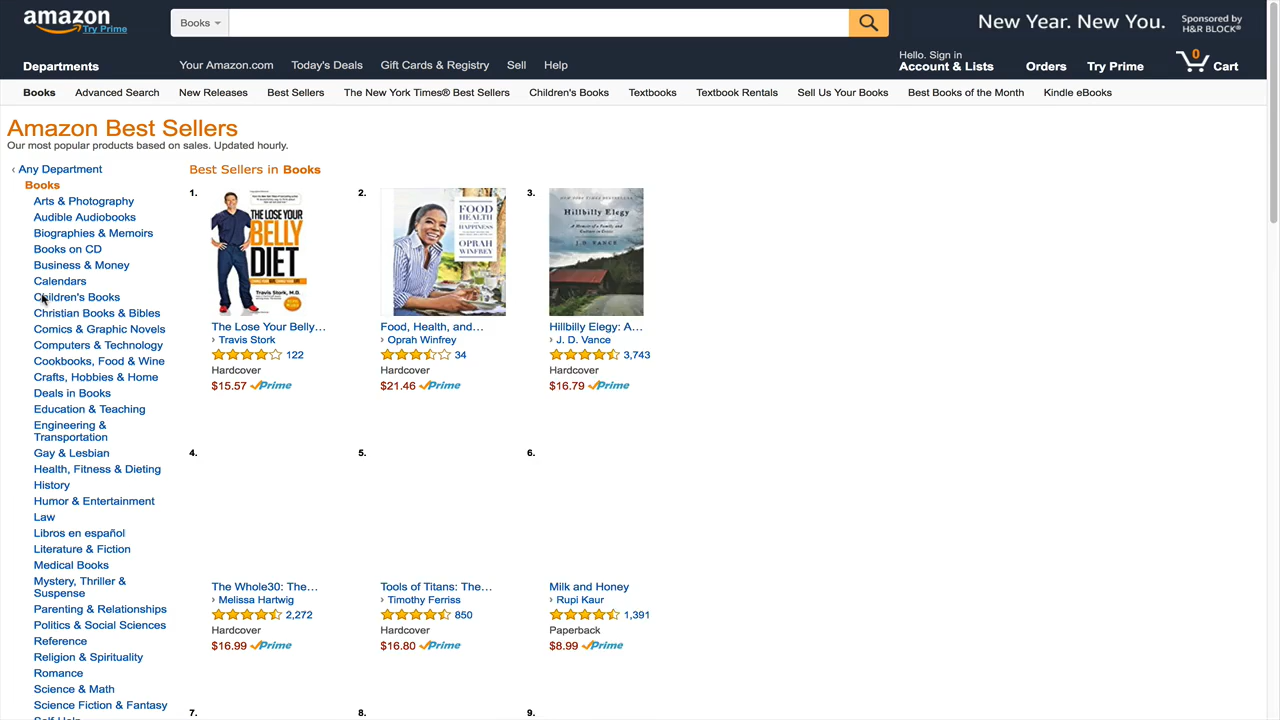 amazon
Try Prime
Books
New Year. New You.
Sponsored by
H&R BLOCK®
Departments
Your Amazon.com
Today's Deals
Gift Cards & Registry
Sell
Help
Hello. Sign in
Account & Lists
Orders
Try Prime
0
Cart
Books
Advanced Search
New Releases
Best Sellers
The New York Times® Best Sellers
Children's Books
Textbooks
Textbook Rentals
Sell Us Your Books
Best Books of the Month
Kindle eBooks
Amazon Best Sellers
Our most popular products based on sales. Updated hourly.
‹ Any Department
Books
Arts & Photography
Audible Audiobooks
Biographies & Memoirs
Books on CD
Business & Money
Calendars
Children's Books
Christian Books & Bibles
Comics & Graphic Novels
Computers & Technology
Cookbooks, Food & Wine
Crafts, Hobbies & Home
Deals in Books
Education & Teaching
Engineering &
Transportation
Gay & Lesbian
Health, Fitness & Dieting
History
Humor & Entertainment
Law
Libros en español
Literature & Fiction
Medical Books
Mystery, Thriller &
Suspense
Parenting & Relationships
Politics & Social Sciences
Reference
Religion & Spirituality
Romance
Science & Math
Science Fiction & Fantasy
Best Sellers in Books
1.
THE LOSE YOUR
BELLY
DIET
Travis Stork, M.D.
The Lose Your Belly...
› Travis Stork
122
Hardcover
$15.57 Prime
2.
FOOD
HEALTH
HAPPINESS
OPRAH
WINFREY
Food, Health, and...
› Oprah Winfrey
34
Hardcover
$21.46 Prime
3.
Hillbilly Elegy
A Memoir of a Family and
Culture in Crisis
J. D. VANCE
Hillbilly Elegy: A...
› J. D. Vance
3,743
Hardcover
$16.79 Prime
4.
The Whole30: The...
› Melissa Hartwig
2,272
Hardcover
$16.99 Prime
5.
Tools of Titans: The...
› Timothy Ferriss
850
Hardcover
$16.80 Prime
6.
Milk and Honey
› Rupi Kaur
1,391
Paperback
$8.99 Prime
7.
8.
9.